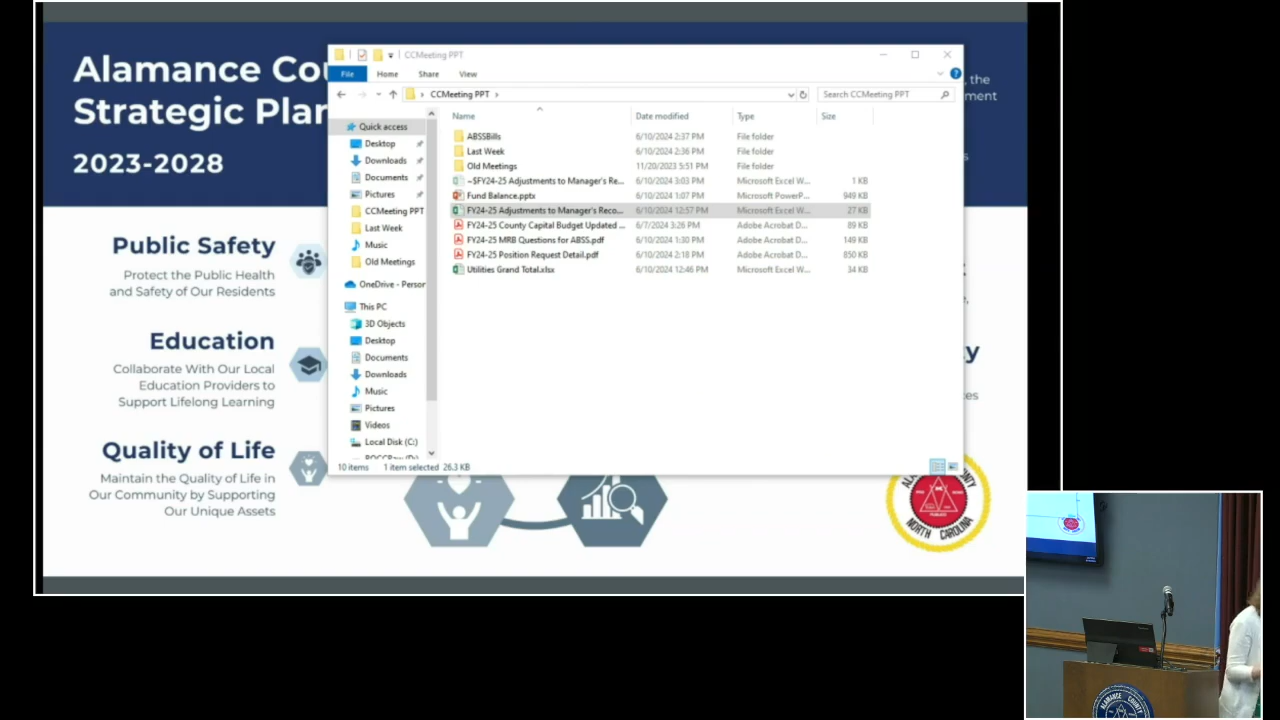 Alamance Cou
Strategic Plan
2023-2028
, the
ment
s
Public Safety
Protect the Public Health
and Safety of Our Residents
Education
Collaborate With Our Local
Education Providers to
Support Lifelong Learning
Quality of Life
Maintain the Quality of Life in
Our Community by Supporting
Our Unique Assets
CCMeeting PPT
File Home Share View
CCMeeting PPT
Search CCMeeting PPT
Name Date modified Type Size
Quick access
Desktop
Downloads
Documents
Pictures
CCMeeting PPT
Last Week
Music
Old Meetings
OneDrive - Person
This PC
3D Objects
Desktop
Documents
Downloads
Music
Pictures
Videos
Local Disk (C:)
ABSSBills 6/10/2024 2:37 PM File folder
Last Week 6/10/2024 2:36 PM File folder
Old Meetings 11/20/2023 5:51 PM File folder
~$FY24-25 Adjustments to Manager's Re... 6/10/2024 3:03 PM Microsoft Excel W... 1 KB
Fund Balance.pptx 6/10/2024 1:07 PM Microsoft PowerP... 949 KB
FY24-25 Adjustments to Manager's Reco... 6/10/2024 12:57 PM Microsoft Excel W... 27 KB
FY24-25 County Capital Budget Updated ... 6/7/2024 3:26 PM Adobe Acrobat D... 89 KB
FY24-25 MRB Questions for ABSS.pdf 6/10/2024 1:30 PM Adobe Acrobat D... 149 KB
FY24-25 Position Request Detail.pdf 6/10/2024 2:18 PM Adobe Acrobat D... 850 KB
Utilities Grand Total.xlsx 6/10/2024 12:46 PM Microsoft Excel W... 34 KB
10 items 1 item selected 26.3 KB
e,
y
es
ALAMANCE COUNTY
NORTH CAROLINA
ALAMANCE COUNTY